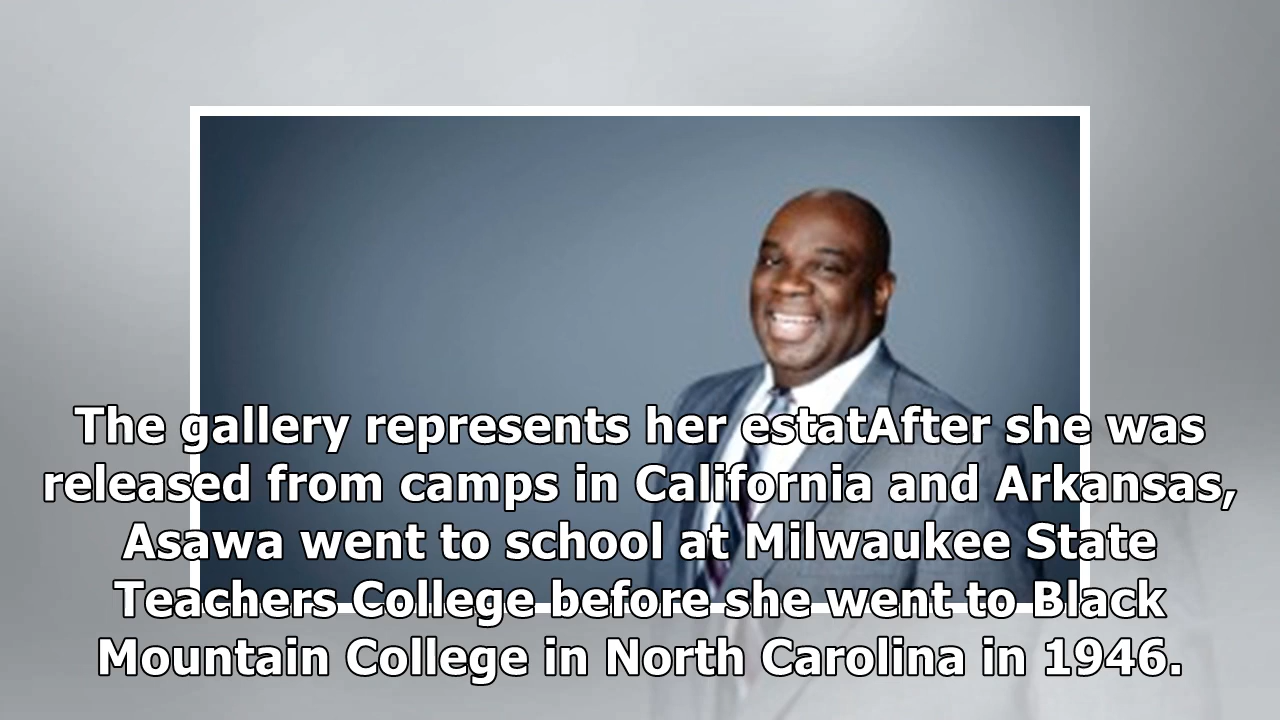 The gallery represents her estatAfter she was
released from camps in California and Arkansas,
Asawa went to school at Milwaukee State
Teachers College before she went to Black
Mountain College in North Carolina in 1946.